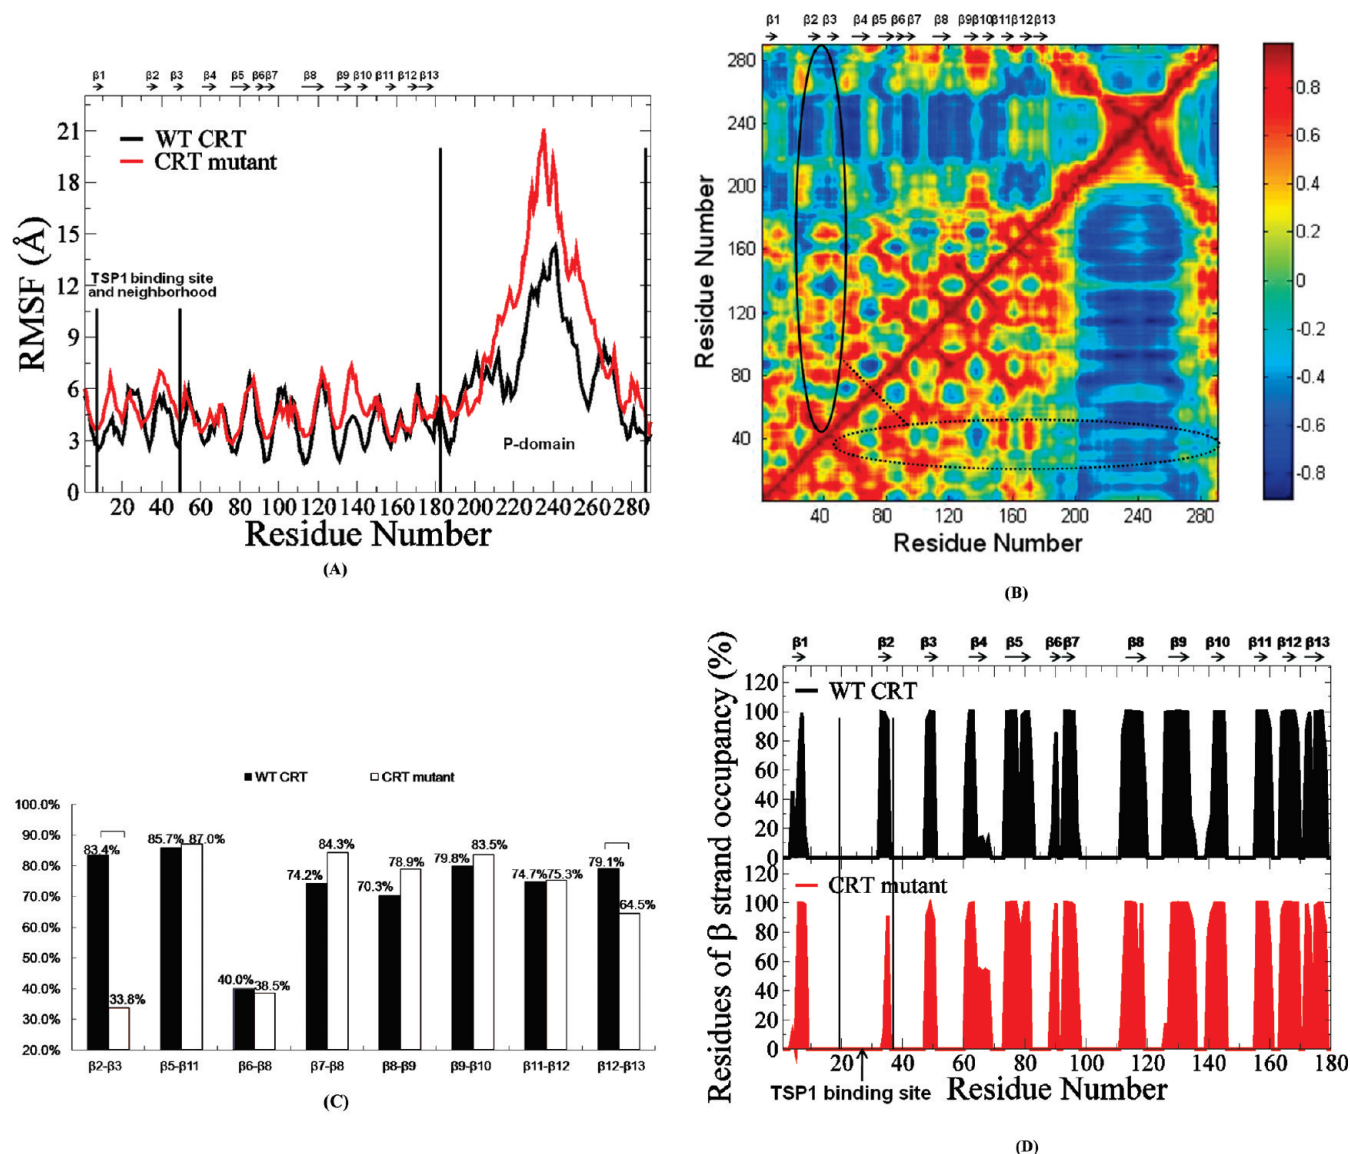 β1 β2 β3 β4 β5 β6β7 β8 β9 β10 β11 β12 β13
21
18
15
12
9
6
3
0
RMSF (Å)
WT CRT
CRT mutant
TSP1 binding site
and neighborhood
P-domain
20 40 60 80 100 120 140 160 180 200 220 240 260 280
Residue Number
(A)
β1 β2 β3 β4 β5 β6 β7 β8 β9 β10 β11 β12 β13
280
240
200
160
120
80
40
Residue Number
40 80 120 160 200 240 280
Residue Number
0.8
0.6
0.4
0.2
0
-0.2
-0.4
-0.6
-0.8
(B)
WT CRT CRT mutant
100.0%
90.0%
80.0%
70.0%
60.0%
50.0%
40.0%
30.0%
20.0%
83.4% 33.8%
85.7% 87.0%
40.0% 38.5%
74.2% 84.3%
70.3% 78.9%
79.8% 83.5%
74.7% 75.3%
79.1% 64.5%
β2-β3 β5-β11 β6-β8 β7-β8 β8-β9 β9-β10 β11-β12 β12-β13
(C)
β1 β2 β3 β4 β5 β6 β7 β8 β9 β10 β11 β12 β13
Residues of β strand occupancy (%)
120
100
80
60
40
20
0
WT CRT
120
100
80
60
40
20
0
CRT mutant
20 40 60 80 100 120 140 160 180
TSP1 binding site
Residue Number
(D)